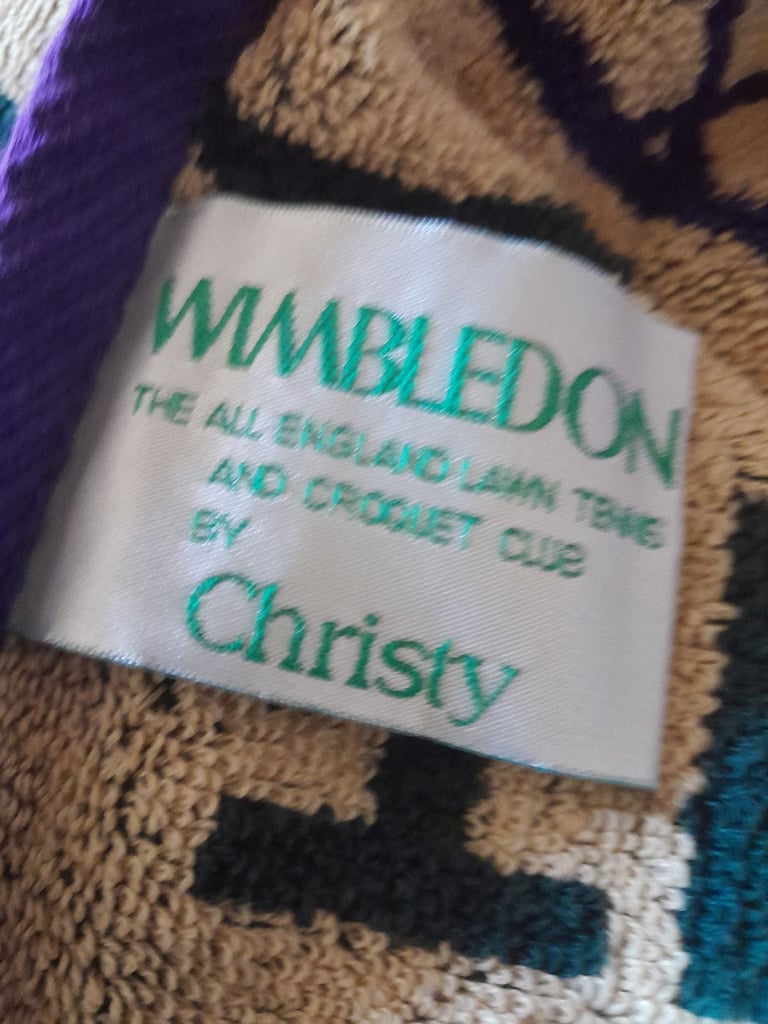 WIMBLEDON
THE ALL ENGLAND LAWN TENNIS
AND CROQUET CLUB
BY
Christy